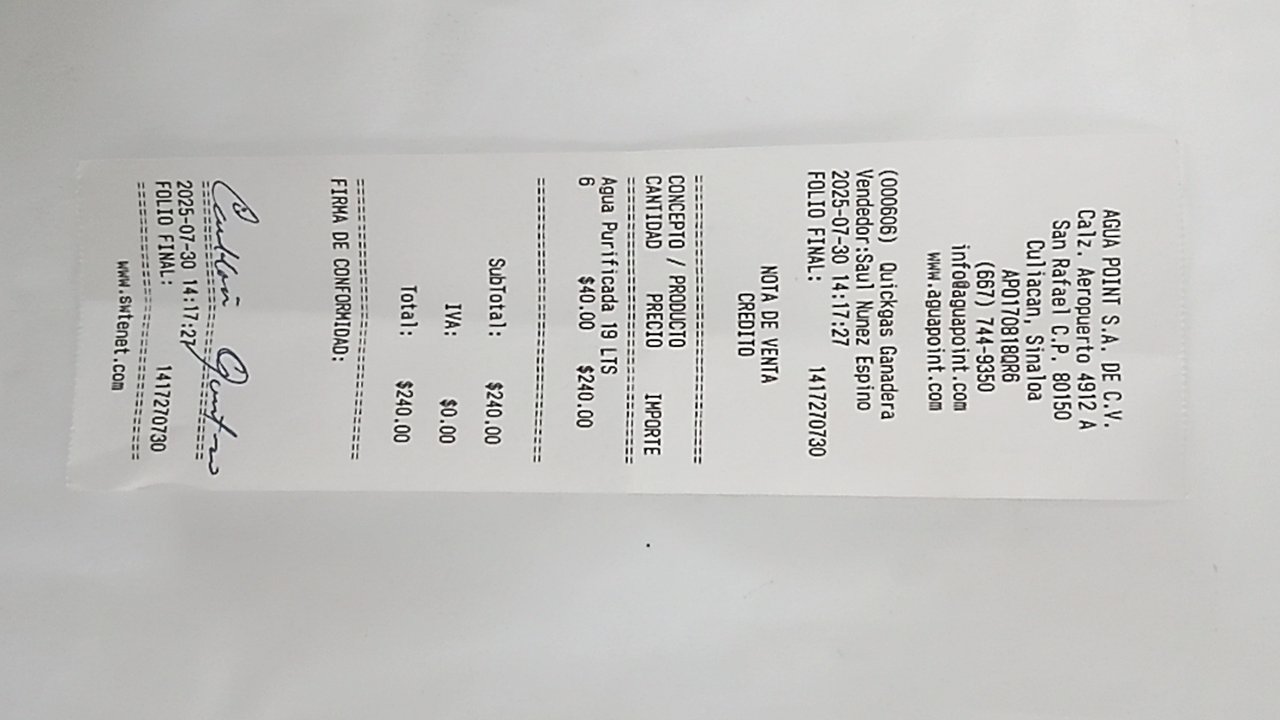 AGUA POINT S.A. DE C.V.
Calz. Aeropuerto 4912 A
San Rafael C.P. 80150
Culiacan, Sinaloa
APO170818QR6
(667) 744-9350
info@aguapoint.com
www.aguapoint.com
(000606) Quickgas Ganadera
Vendedor:Saul Nunez Espino
2025-07-30 14:17:27
FOLIO FINAL: 1417270730
NOTA DE VENTA
CREDITO
CONCEPTO / PRODUCTO
CANTIDAD PRECIO IMPORTE
Agua Purificada 19 LTS
6 $40.00 $240.00
SubTotal: $240.00
IVA: $0.00
Total: $240.00
FIRMA DE CONFORMIDAD:
2025-07-30 14:17:27
FOLIO FINAL: 1417270730
www.swtenet.com